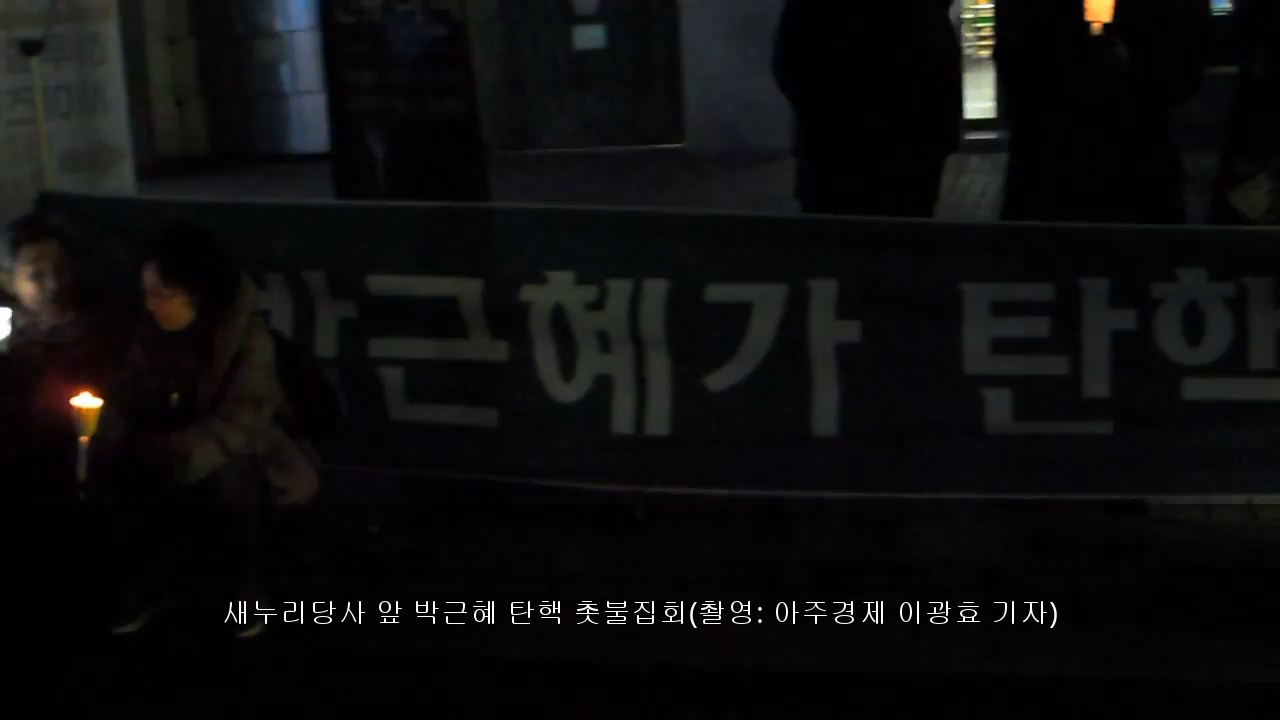 박근혜가 탄핵
새누리당사 앞 박근혜 탄핵 촛불집회(촬영: 아주경제 이광효 기자)